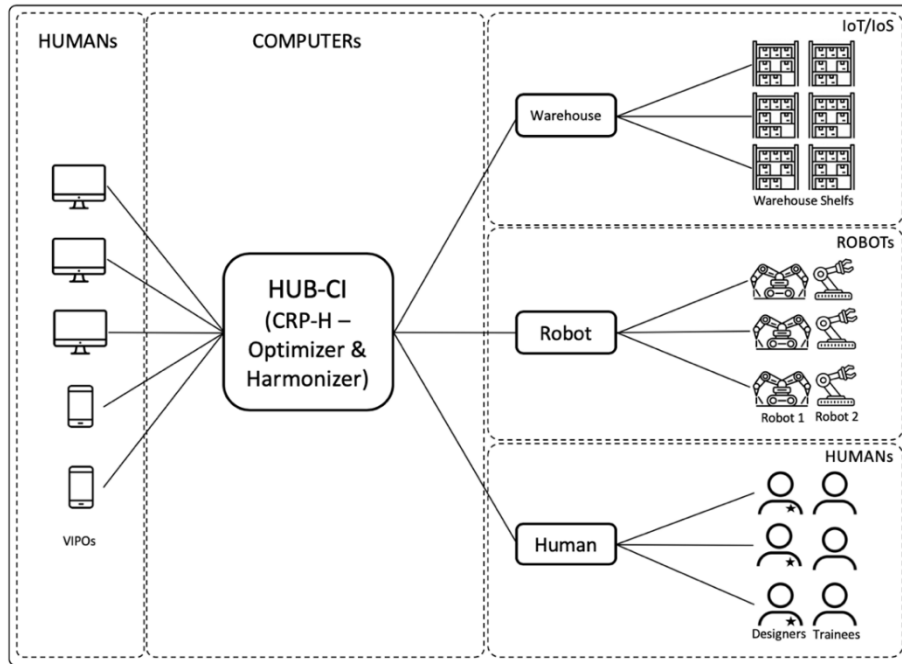 HUMANs
VIPOs
COMPUTERs
HUB-CI
(CRP-H –
Optimizer &
Harmonizer)
IoT/IoS
Warehouse
Warehouse Shelfs
ROBOTs
Robot
Robot 1 Robot 2
HUMANs
Human
Designers Trainees